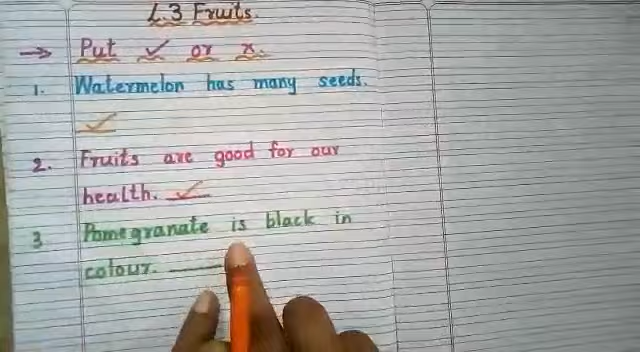 L.3 Fruits.
→ Put ✓ or x.
1. Watermelon has many seeds.
✓
2. Fruits are good for our
health. ✓
3 Pomegranate is black in
colour.